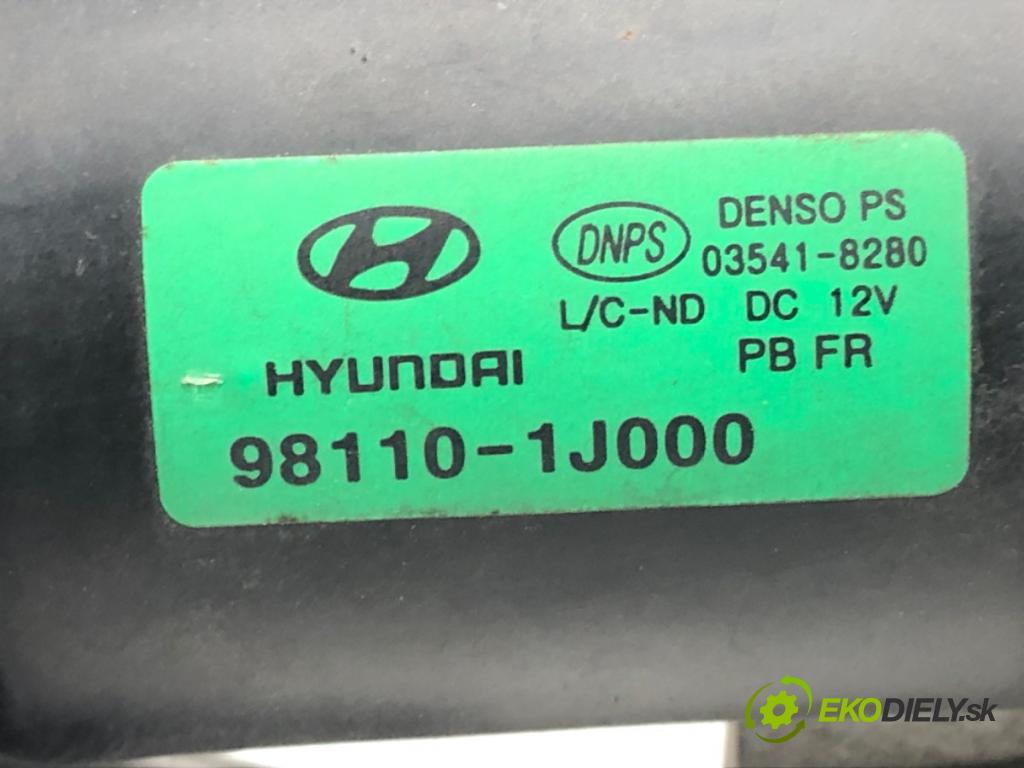 DNPS
DENSO PS
03541-8280
L/C-ND DC 12V
HYUNDAI
PB FR
98110-1J000
EKODIELY.sk